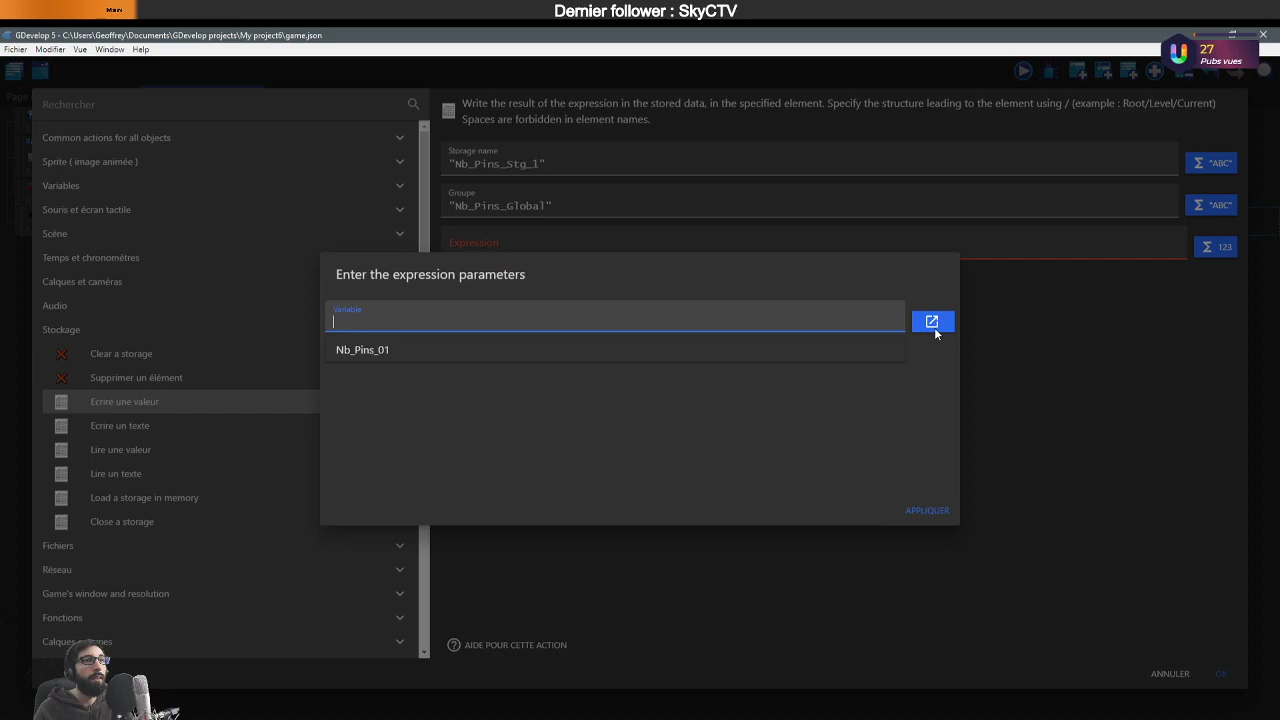 Marc
Dernier follower : SkyCTV
GDevelop 5 - C:\Users\Geoffrey\Documents\GDevelop projects\My project6\game.json
Fichier Modifier Vue Window Help
27
Pubs vues
Rechercher
Common actions for all objects
Sprite ( image animée )
Variables
Souris et écran tactile
Scène
Temps et chronomètres
Calques et caméras
Audio
Stockage
Clear a storage
Supprimer un élément
Ecrire une valeur
Ecrire un texte
Lire une valeur
Lire un texte
Load a storage in memory
Close a storage
Fichiers
Réseau
Game's window and resolution
Fonctions
Write the result of the expression in the stored data, in the specified element. Specify the structure leading to the element using / (example : Root/Level/Current)
Spaces are forbidden in element names.
Storage name
"Nb_Pins_Stg_1"
Σ "ABC"
Groupe
"Nb_Pins_Global"
Σ "ABC"
Expression
Σ 123
Enter the expression parameters
Variable
Nb_Pins_01
APPLIQUER
AIDE POUR CETTE ACTION
ANNULER OK